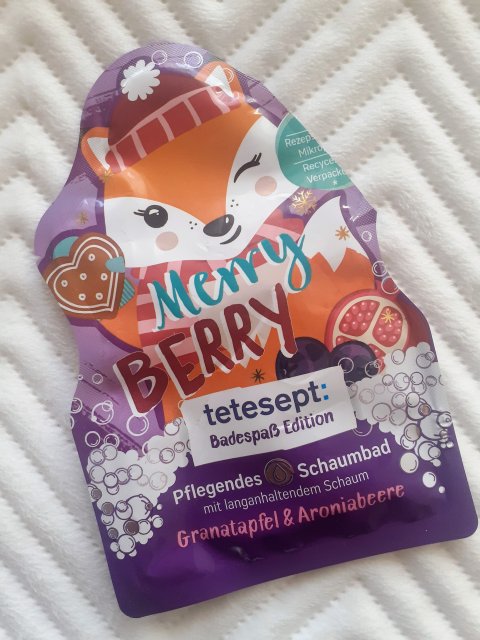 Merry
BERRY
tetesept:
Badespaß Edition
Pflegendes Schaumbad
mit langanhaltendem Schaum
Granatapfel & Aroniabeere